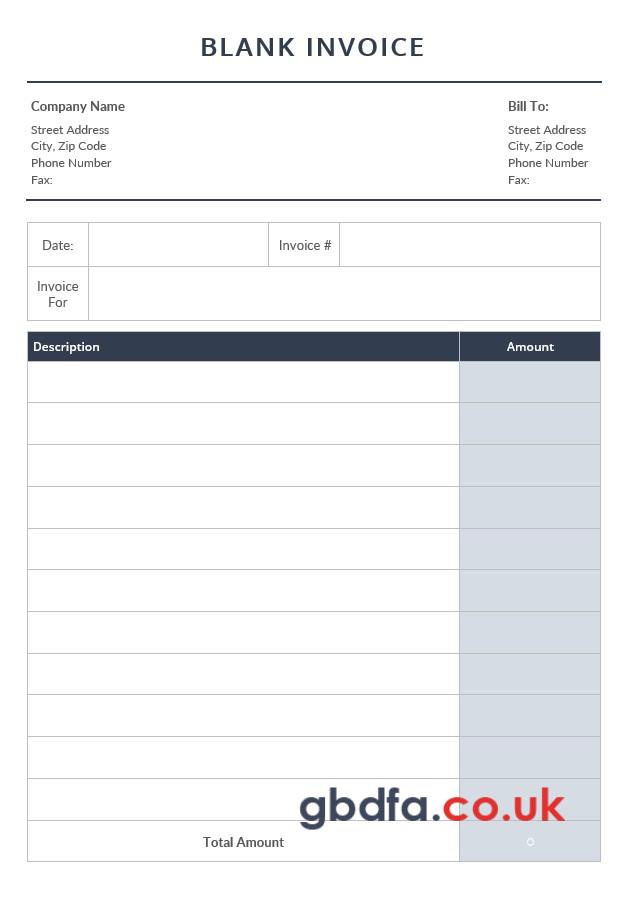 BLANK INVOICE
Company Name
Street Address
City, Zip Code
Phone Number
Fax:
Bill To:
Street Address
City, Zip Code
Phone Number
Fax:
Date:
Invoice #
Invoice
For
Description
Amount
gbdfa.co.uk
Total Amount
0